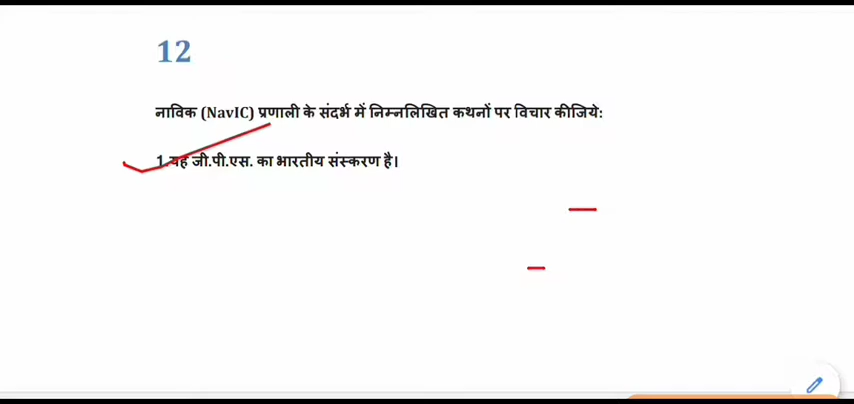 12
नाविक (NavIC) प्रणाली के संदर्भ में निम्नलिखित कथनों पर विचार कीजिये:
1.यह जी.पी.एस. का भारतीय संस्करण है।